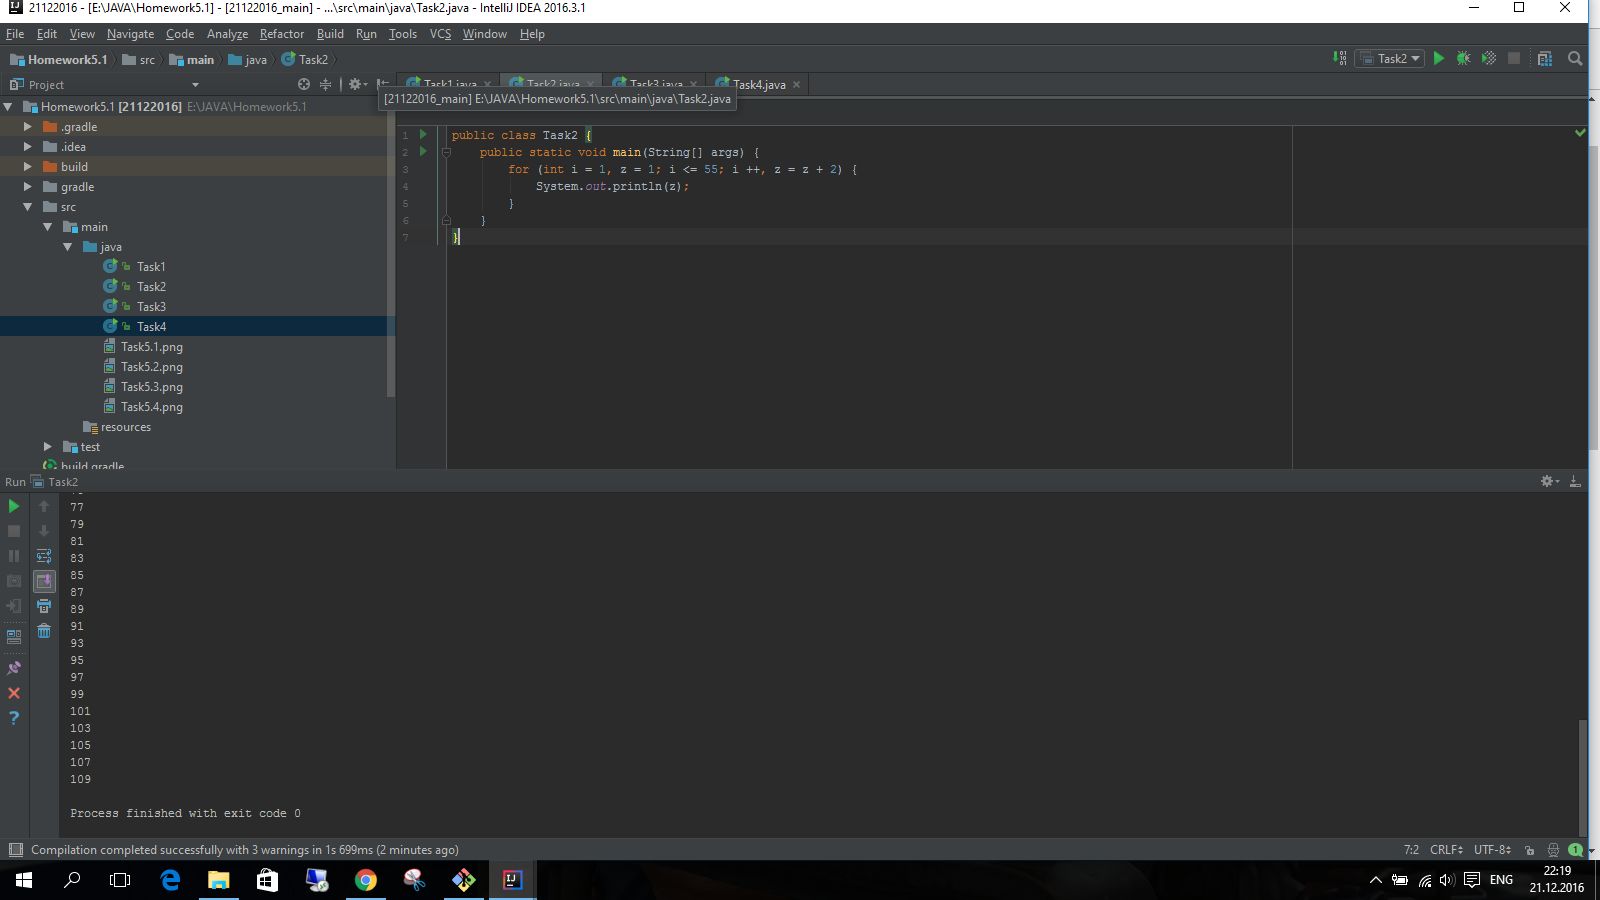 21122016 - [E:\JAVA\Homework5.1] - [21122016_main] - ...\src\main\java\Task2.java - IntelliJ IDEA 2016.3.1
File Edit View Navigate Code Analyze Refactor Build Run Tools VCS Window Help
Homework5.1 src main java Task2
Task2
Project
Task1.java Task2.java Task3.java Task4.java
[21122016_main] E:\JAVA\Homework5.1\src\main\java\Task2.java
Homework5.1 [21122016] E:\JAVA\Homework5.1
.gradle
.idea
build
gradle
src
main
java
Task1
Task2
Task3
Task4
Task5.1.png
Task5.2.png
Task5.3.png
Task5.4.png
resources
test
build.gradle
1 public class Task2 {
2 public static void main(String[] args) {
3 for (int i = 1, z = 1; i <= 55; i ++, z = z + 2) {
4 System.out.println(z);
5 }
6 }
7 }
Run Task2
77
79
81
83
85
87
89
91
93
95
97
99
101
103
105
107
109
Process finished with exit code 0
Compilation completed successfully with 3 warnings in 1s 699ms (2 minutes ago)
7:2 CRLF UTF-8 1
ENG
22:19
21.12.2016